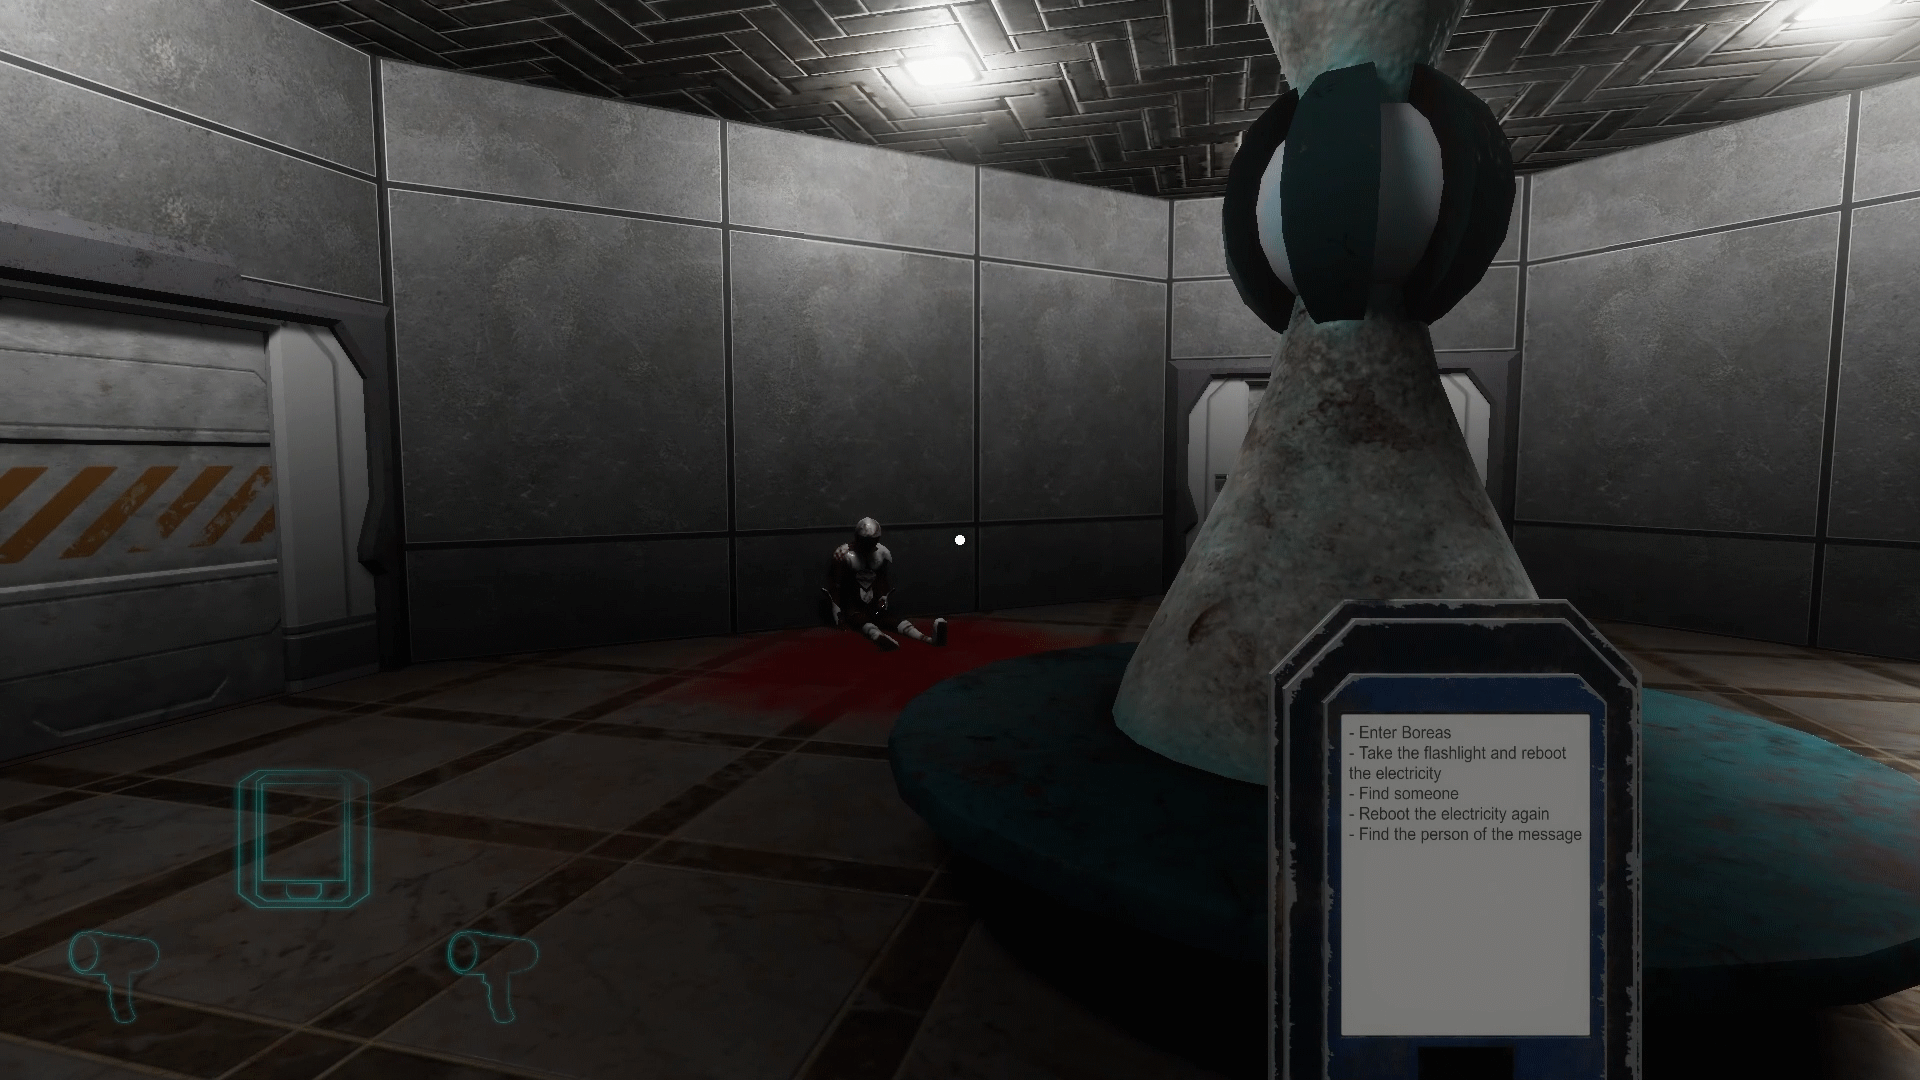 - Enter Boreas
- Take the flashlight and reboot
the electricity
- Find someone
- Reboot the electricity again
- Find the person of the message